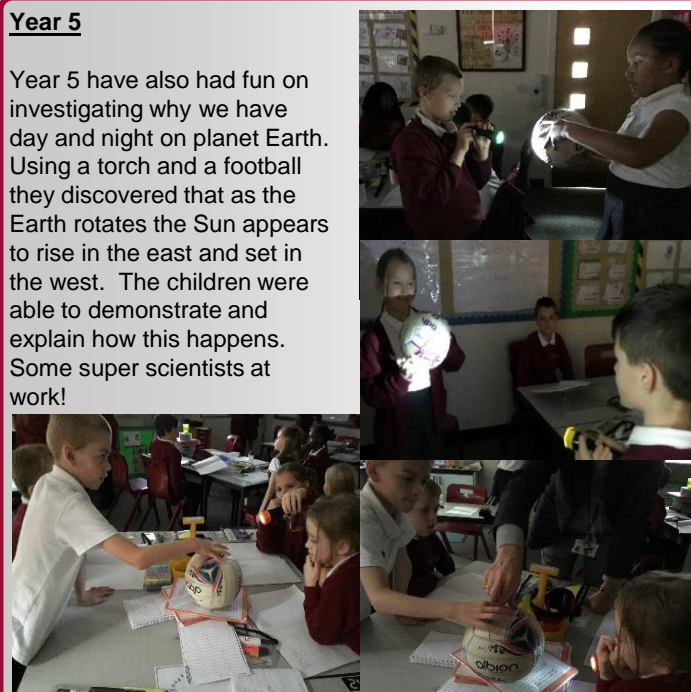 Year 5
Year 5 have also had fun on
investigating why we have
day and night on planet Earth.
Using a torch and a football
they discovered that as the
Earth rotates the Sun appears
to rise in the east and set in
the west.  The children were
able to demonstrate and
explain how this happens.
Some super scientists at
work!
albion